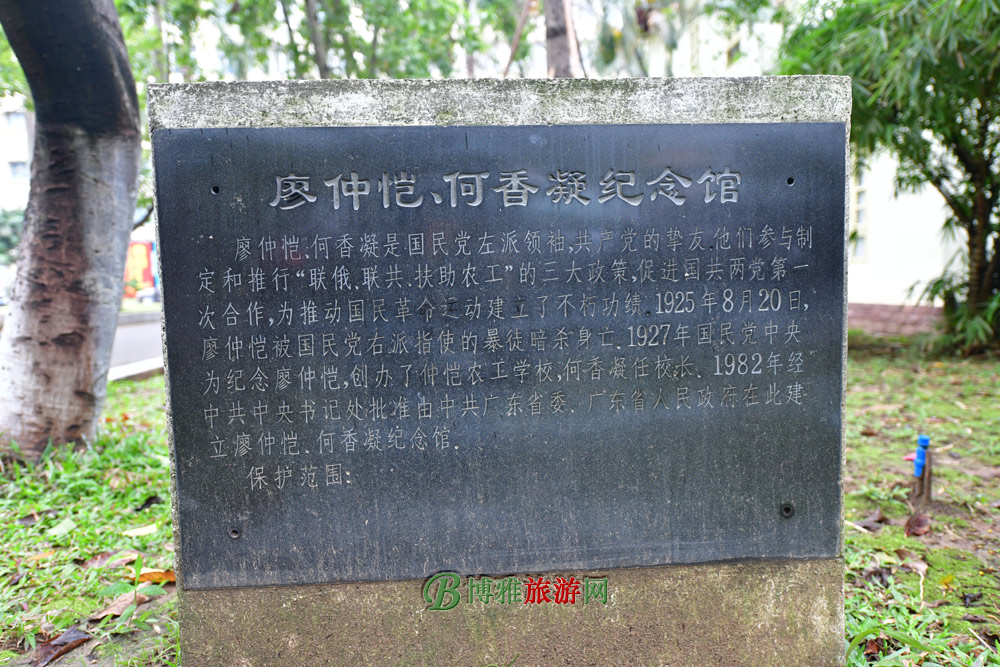 廖仲恺、何香凝纪念馆
廖仲恺、何香凝是国民党左派领袖,共产党的挚友.他们参与制
定和推行“联俄、联共、扶助农工”的三大政策,促进国共两党第一
次合作,为推动国民革命运动建立了不朽功绩.1925年8月20日,
廖仲恺被国民党右派指使的暴徒暗杀身亡.1927年国民党中央
为纪念廖仲恺,创办了仲恺农工学校,何香凝任校长. 1982年经
中共中央书记处批准由中共广东省委、广东省人民政府在此建
立廖仲恺、何香凝纪念馆.
保护范围:
博雅旅游网